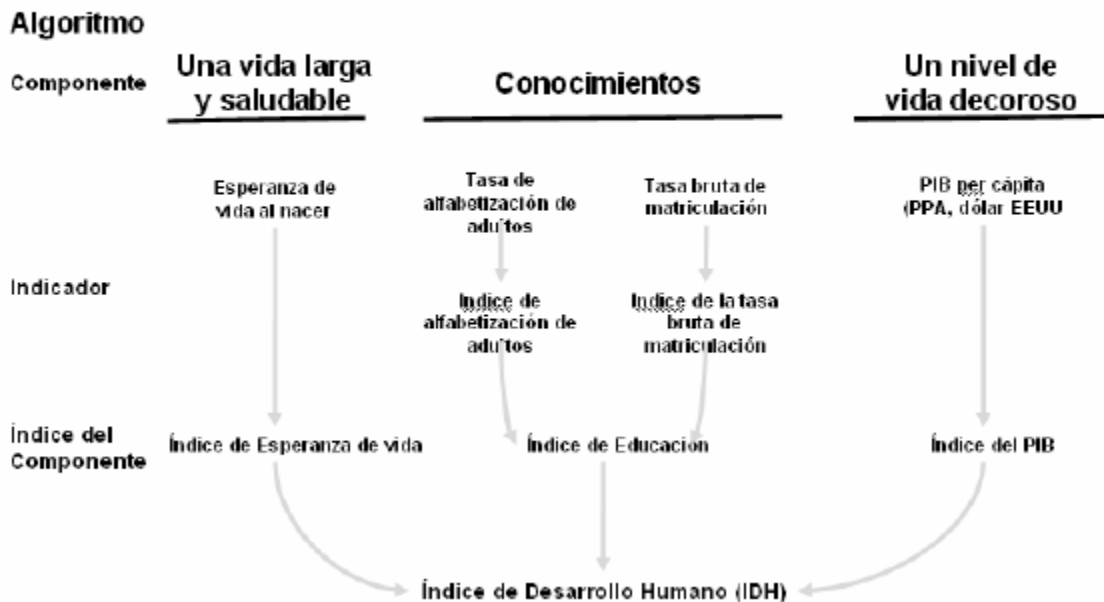 Algoritmo
Componente
Una vida larga
y saludable
Conocimientos
Un nivel de
vida decoroso
Esperanza de
vida al nacer
Tasa de
alfabetización de
adultos
Tasa bruta de
matriculación
PIB per cápita
(PPA, dólar EEUU
Indicador
Indice de
alfabetización de
adultos
Indice de la tasa
bruta de
matriculación
Índice del
Componente
Índice de Esperanza de vida
Índice de Educación
Índice del PIB
Índice de Desarrollo Humano (IDH)